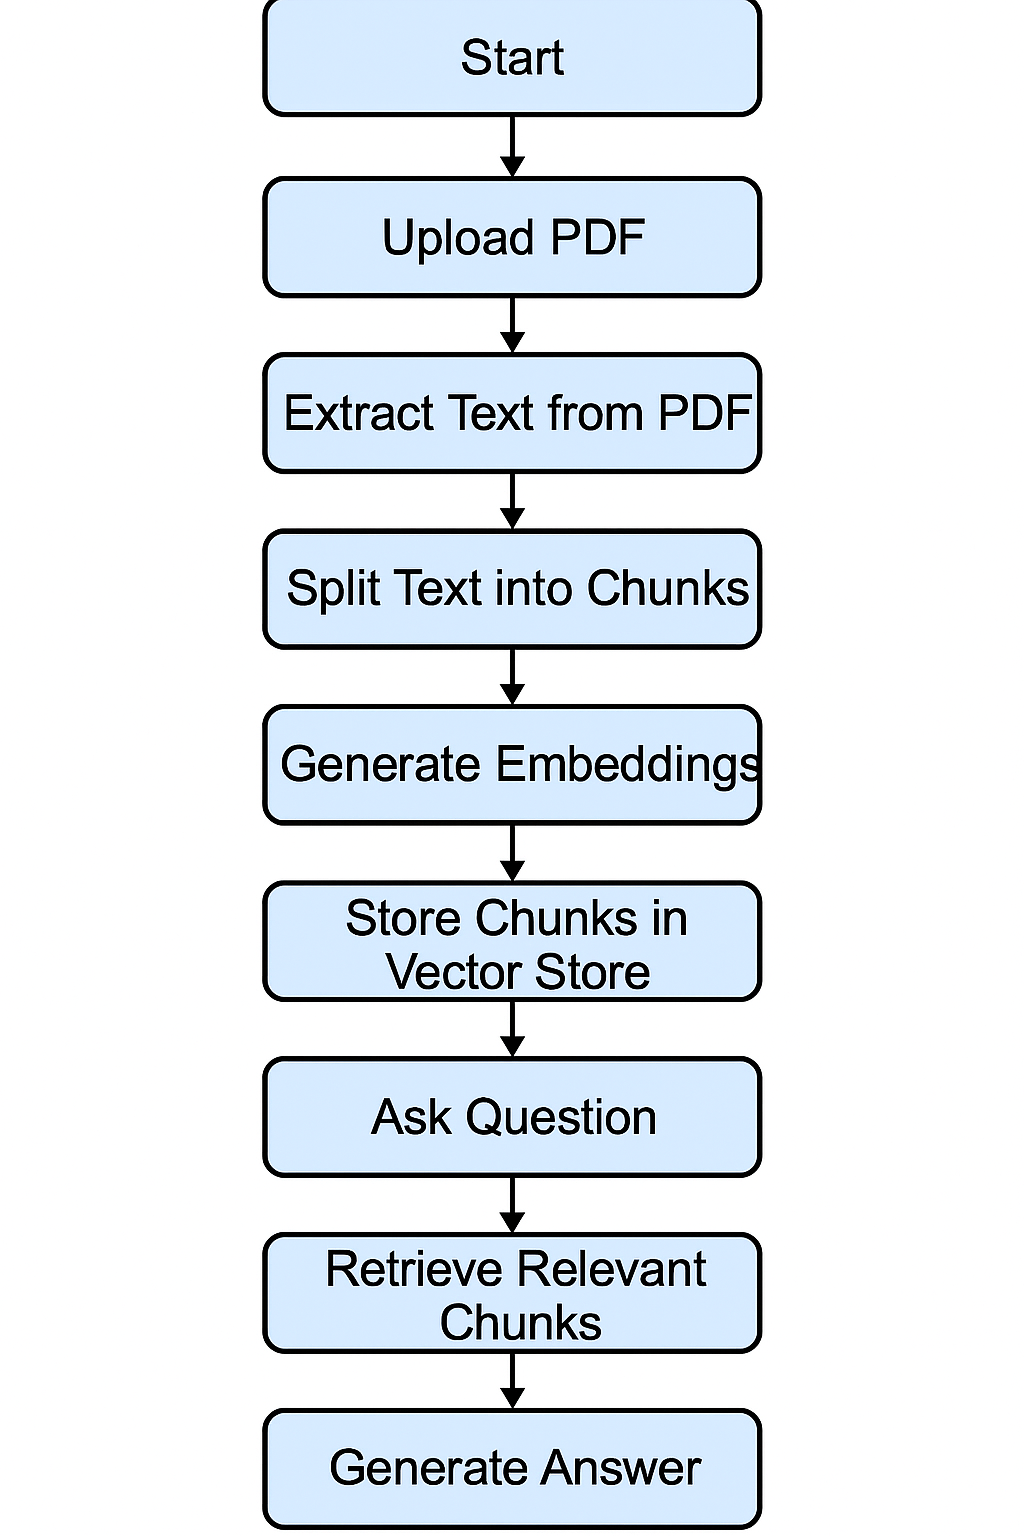 Start
Upload PDF
Extract Text from PDF
Split Text into Chunks
Generate Embeddings
Store Chunks in
Vector Store
Ask Question
Retrieve Relevant
Chunks
Generate Answer